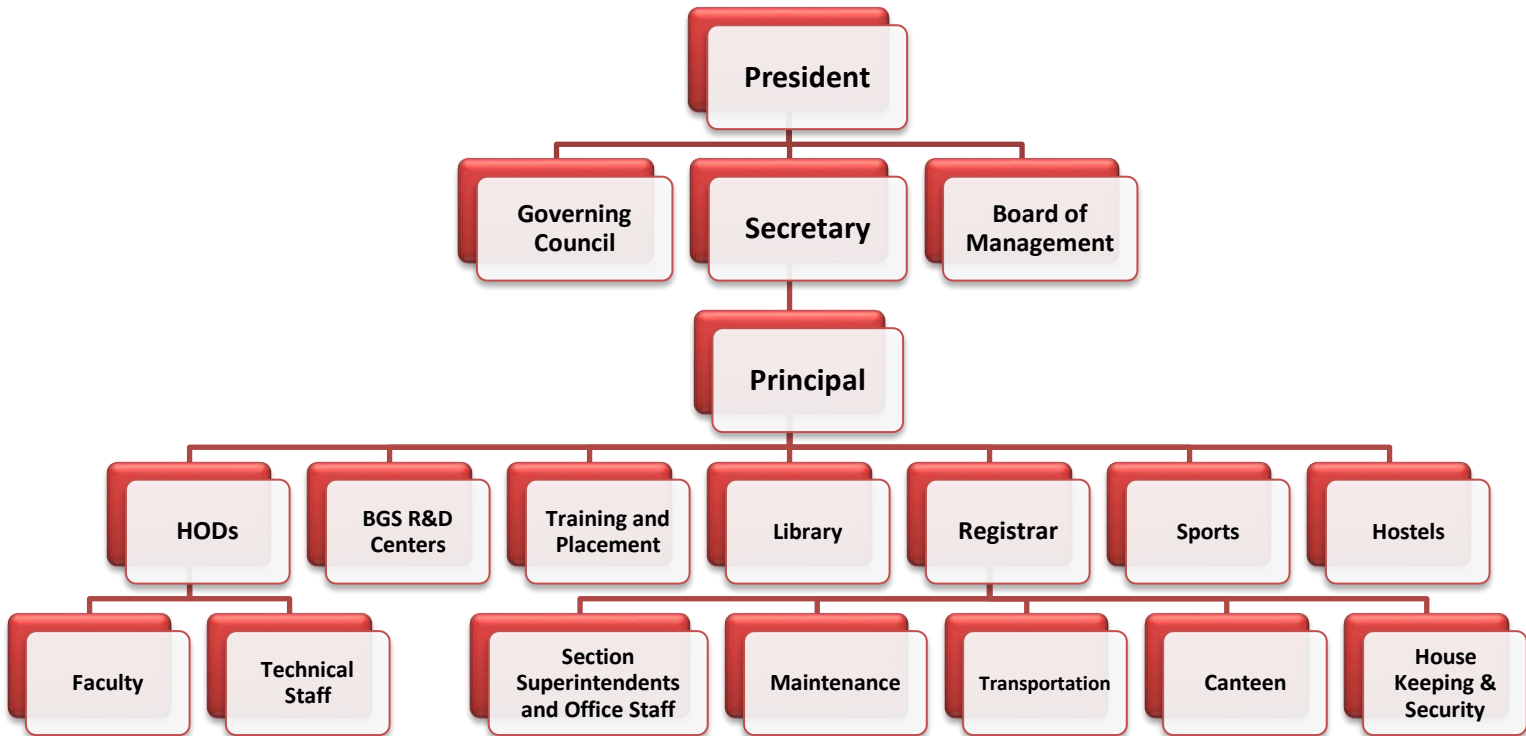 President
Governing
Council
Secretary
Board of
Management
Principal
HODs
BGS R&D
Centers
Training and
Placement
Library
Registrar
Sports
Hostels
Faculty
Technical
Staff
Section
Superintendents
and Office Staff
Maintenance
Transportation
Canteen
House
Keeping &
Security